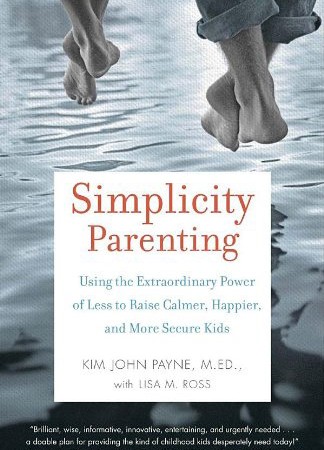 Simplicity
Parenting
Using the Extraordinary Power
of Less to Raise Calmer, Happier,
and More Secure Kids
KIM JOHN PAYNE, M.ED.,
with LISA M. ROSS
"Brilliant, wise, informative, innovative, entertaining, and urgently needed . . .
a doable plan for providing the kind of childhood kids desperately need today!"